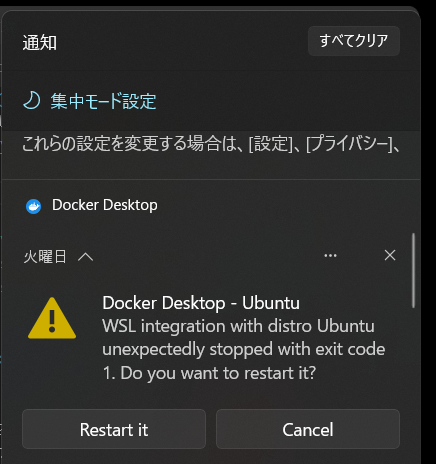 通知
すべてクリア
集中モード設定
これらの設定を変更する場合は、[設定]、[プライバシー]、
Docker Desktop
火曜日
Docker Desktop - Ubuntu
WSL integration with distro Ubuntu
unexpectedly stopped with exit code
1. Do you want to restart it?
Restart it
Cancel